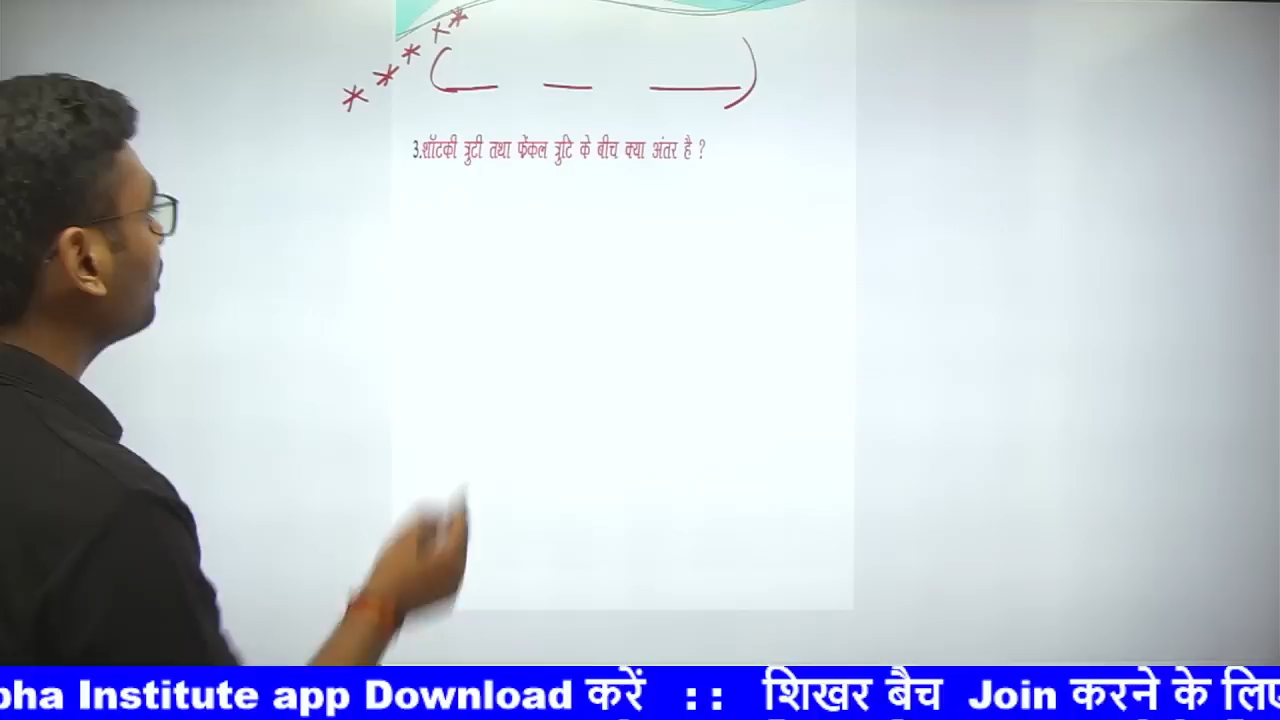 3.शॉटकी त्रुटी तथा फ्रेंकल त्रुटि के बीच क्या अंतर है ?
pha Institute app Download करें :: शिखर बैच Join करने के लिए